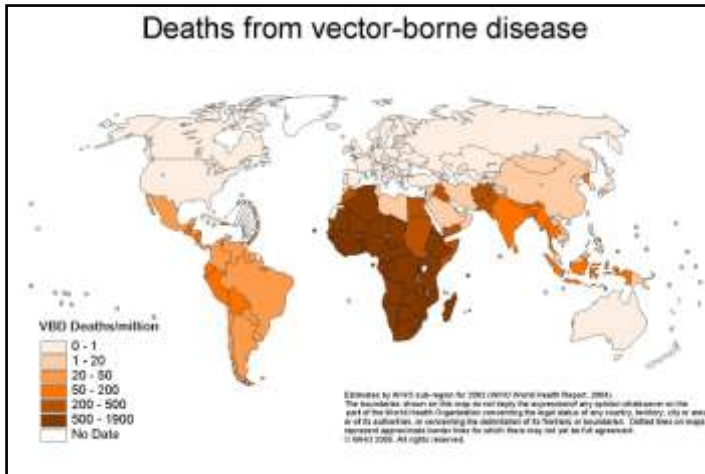 Deaths from vector-borne disease
VBD Deaths/million
0 - 1
1 - 20
20 - 50
50 - 200
200 - 500
500 - 1900
No Data
Estimates by WHO sub-region for 2002 (WHO World Health Report, 2004).
The boundaries shown on this map do not imply the expression of any opinion whatsoever on the
part of the World Health Organization concerning the legal status of any country, territory, city or area
or of its authorities, or concerning the delimitation of its frontiers or boundaries. Dotted lines on maps
represent approximate border lines for which there may not yet be full agreement.
© WHO 2005. All rights reserved.